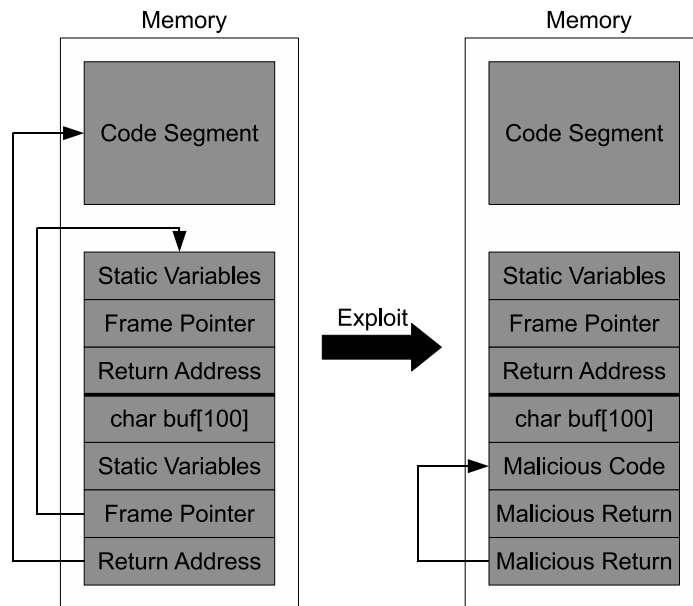 Memory
Code Segment
Static Variables
Frame Pointer
Return Address
char buf[100]
Static Variables
Frame Pointer
Return Address
Exploit
Memory
Code Segment
Static Variables
Frame Pointer
Return Address
char buf[100]
Malicious Code
Malicious Return
Malicious Return